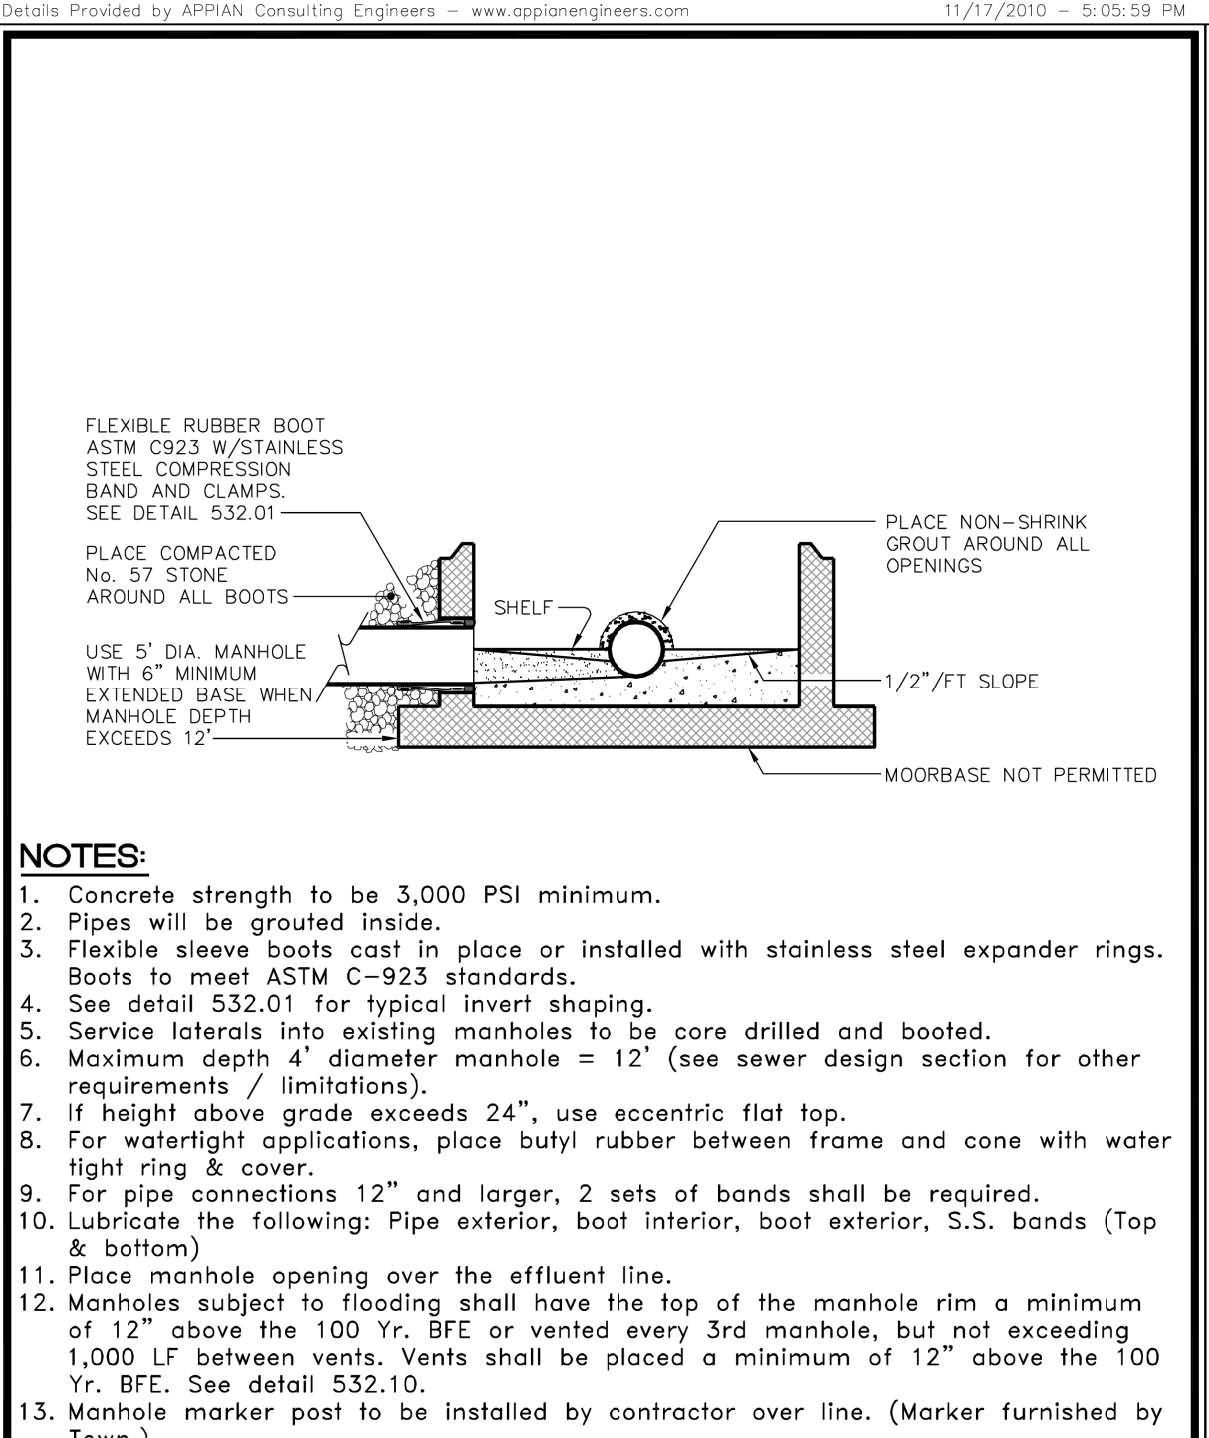 Details Provided by APPIAN Consulting Engineers – www.appianengineers.com
11/17/2010 – 5:05:59 PM
FLEXIBLE RUBBER BOOT
ASTM C923 W/STAINLESS
STEEL COMPRESSION
BAND AND CLAMPS.
SEE DETAIL 532.01
PLACE COMPACTED
No. 57 STONE
AROUND ALL BOOTS
USE 5' DIA. MANHOLE
WITH 6" MINIMUM
EXTENDED BASE WHEN
MANHOLE DEPTH
EXCEEDS 12'
SHELF
PLACE NON-SHRINK
GROUT AROUND ALL
OPENINGS
1/2"/FT SLOPE
MOORBASE NOT PERMITTED
NOTES:
1. Concrete strength to be 3,000 PSI minimum.
2. Pipes will be grouted inside.
3. Flexible sleeve boots cast in place or installed with stainless steel expander rings.
Boots to meet ASTM C-923 standards.
4. See detail 532.01 for typical invert shaping.
5. Service laterals into existing manholes to be core drilled and booted.
6. Maximum depth 4' diameter manhole = 12' (see sewer design section for other
requirements / limitations).
7. If height above grade exceeds 24", use eccentric flat top.
8. For watertight applications, place butyl rubber between frame and cone with water
tight ring & cover.
9. For pipe connections 12" and larger, 2 sets of bands shall be required.
10. Lubricate the following: Pipe exterior, boot interior, boot exterior, S.S. bands (Top
& bottom)
11. Place manhole opening over the effluent line.
12. Manholes subject to flooding shall have the top of the manhole rim a minimum
of 12" above the 100 Yr. BFE or vented every 3rd manhole, but not exceeding
1,000 LF between vents. Vents shall be placed a minimum of 12" above the 100
Yr. BFE. See detail 532.10.
13. Manhole marker post to be installed by contractor over line. (Marker furnished by
Town.)